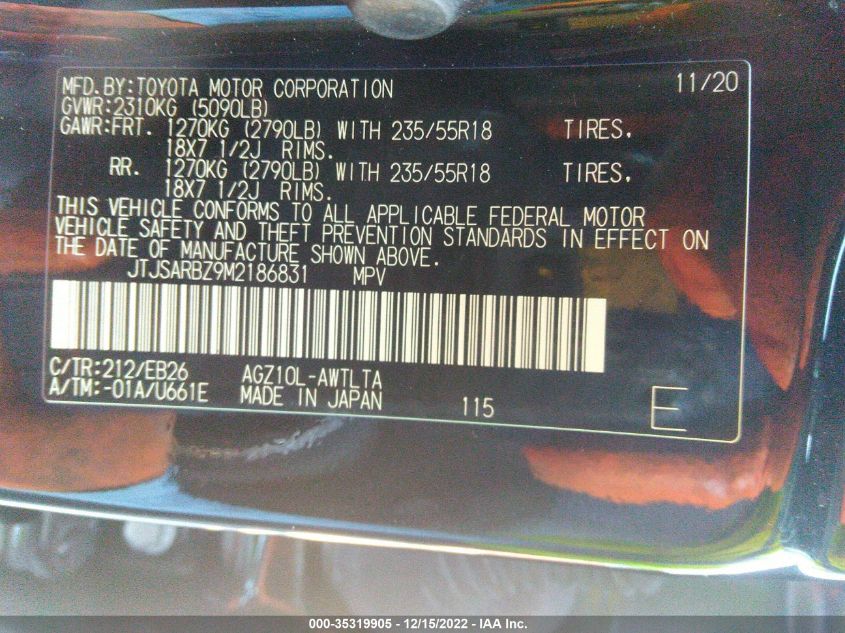 MFD.BY:TOYOTA MOTOR CORPORATION 11/20
GVWR:2310KG (5090LB)
GAWR:FRT. 1270KG (2790LB) WITH 235/55R18 TIRES.
18X7 1/2J RIMS.
RR. 1270KG (2790LB) WITH 235/55R18 TIRES.
18X7 1/2J RIMS.
THIS VEHICLE CONFORMS TO ALL APPLICABLE FEDERAL MOTOR
VEHICLE SAFETY AND THEFT PREVENTION STANDARDS IN EFFECT ON
THE DATE OF MANUFACTURE SHOWN ABOVE.
JTJSARBZ9M2186831 MPV
C/TR:212/EB26 AGZ10L-AWTLTA
A/TM:-01A/U661E MADE IN JAPAN 115 E
000-35319905 - 12/15/2022 - IAA Inc.